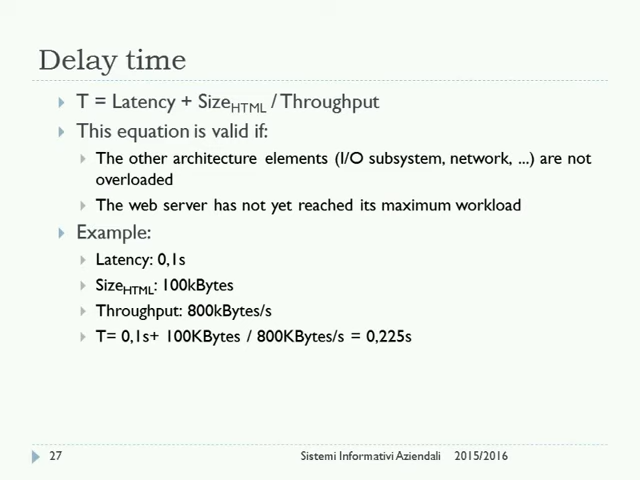 Delay time
T = Latency + SizeHTML / Throughput
This equation is valid if:
The other architecture elements (I/O subsystem, network, ...) are not
overloaded
The web server has not yet reached its maximum workload
Example:
Latency: 0,1s
SizeHTML: 100kBytes
Throughput: 800kBytes/s
T= 0,1s+ 100KBytes / 800KBytes/s = 0,225s
27 Sistemi Informativi Aziendali 2015/2016